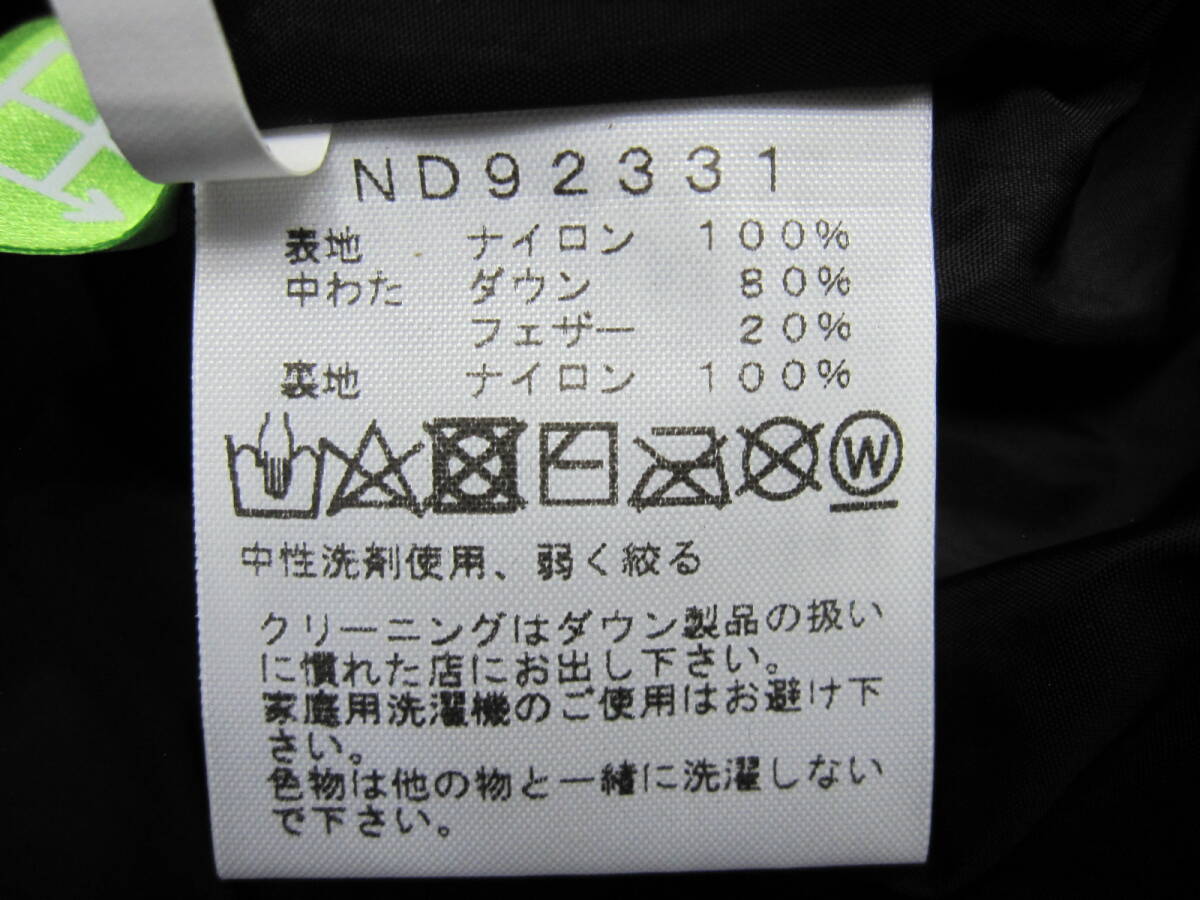 ND92331
表地 ナイロン 100%
中わた ダウン 80%
フェザー 20%
裏地 ナイロン 100%
W
中性洗剤使用、弱く絞る
クリーニングはダウン製品の扱い
に慣れた店にお出し下さい。
家庭用洗濯機のご使用はお避け下
さい。
色物は他の物と一緒に洗濯しない
で下さい。